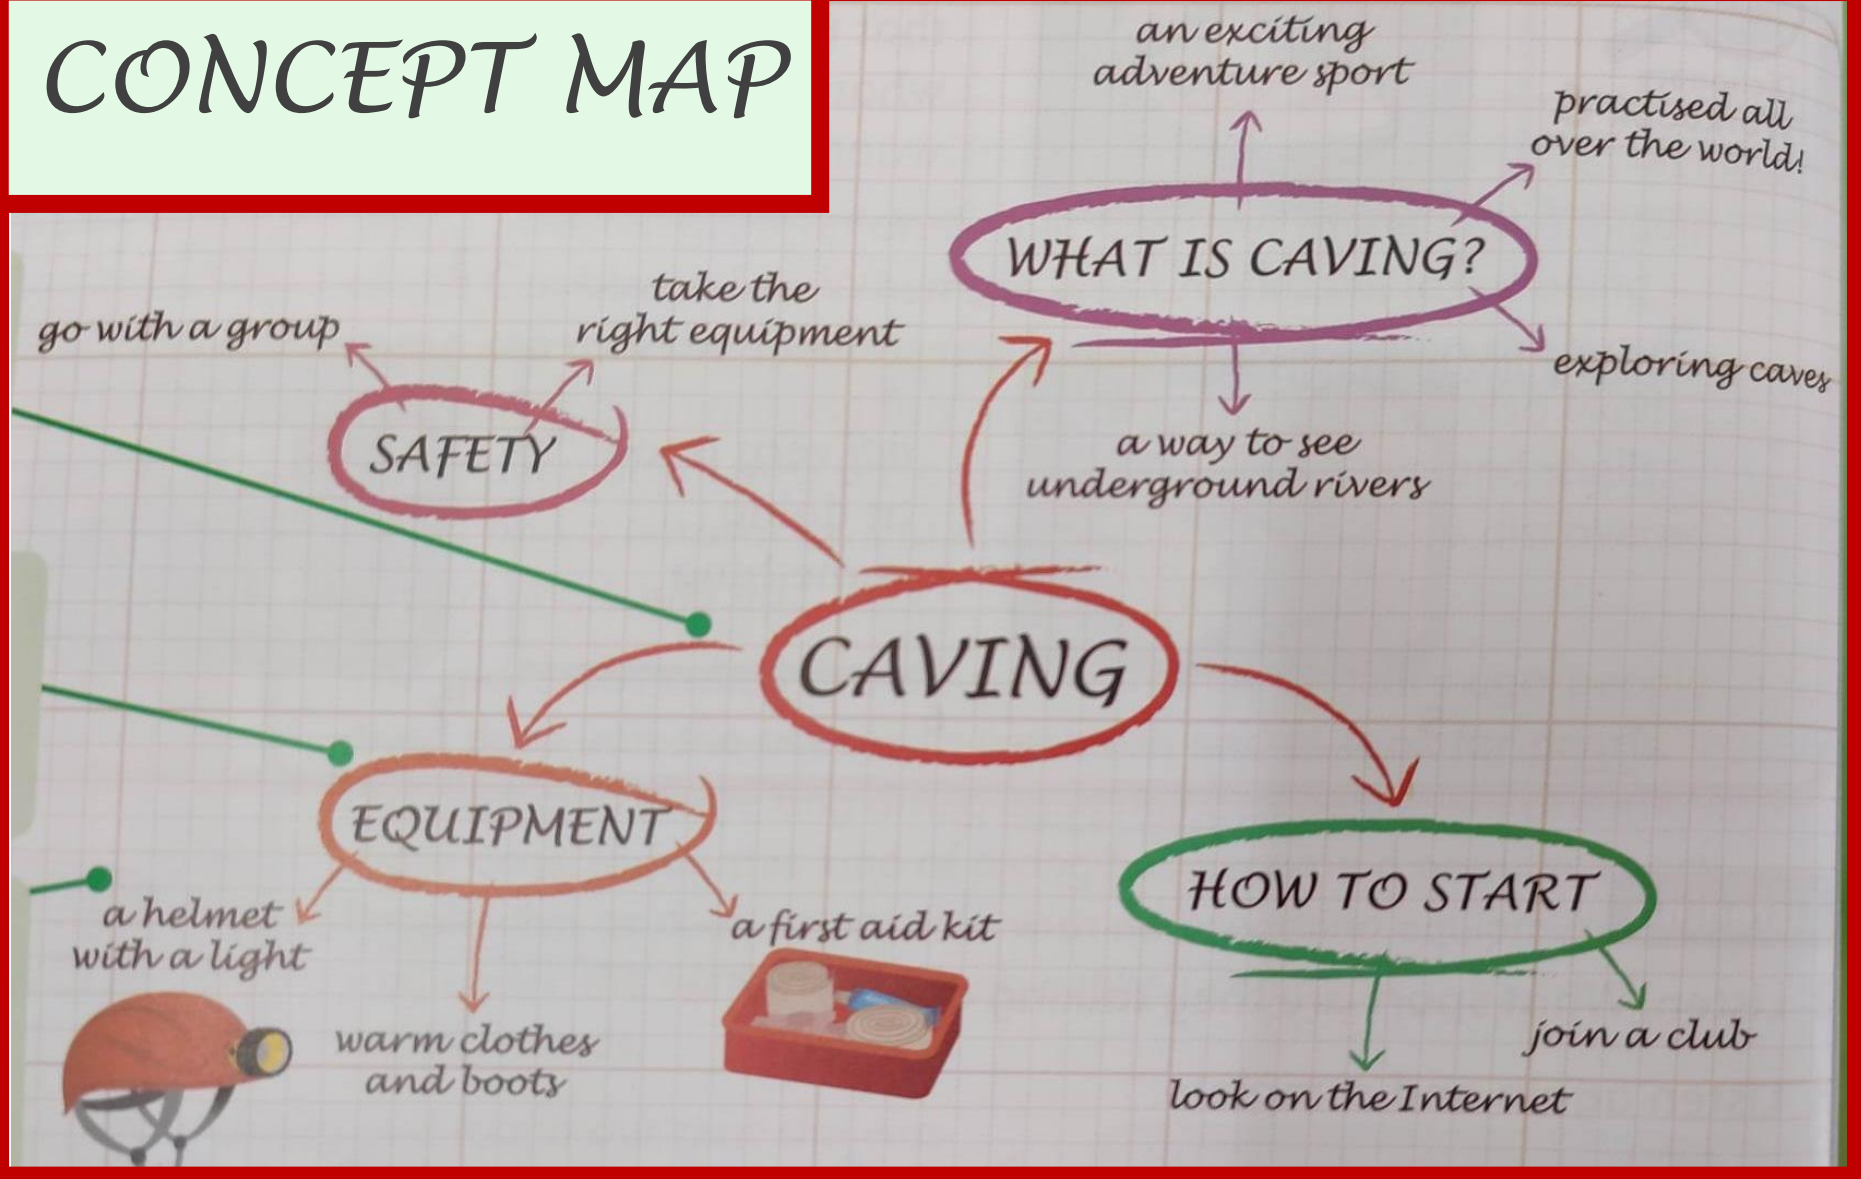 CONCEPT MAP
an exciting
adventure sport
practised all
over the world!
WHAT IS CAVING?
exploring caves
a way to see
underground rivers
go with a group
take the
right equipment
SAFETY
CAVING
EQUIPMENT
a helmet
with a light
warm clothes
and boots
a first aid kit
HOW TO START
join a club
look on the Internet